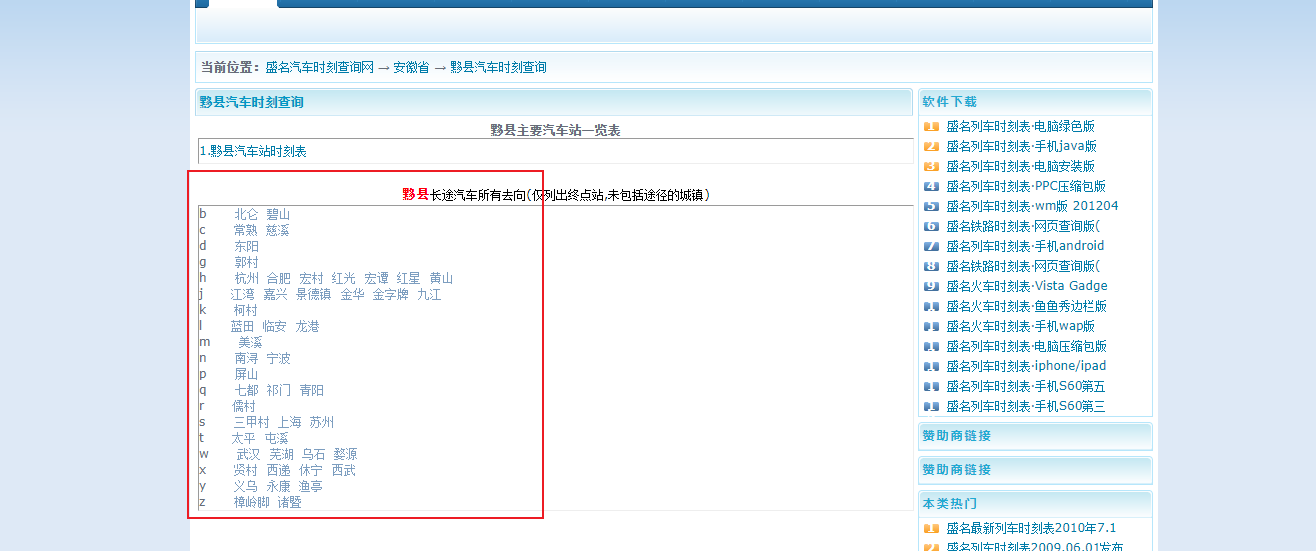 当前位置：盛名汽车时刻查询网 → 安徽省 → 黟县汽车时刻查询
黟县汽车时刻查询
黟县主要汽车站一览表
1.黟县汽车站时刻表
黟县长途汽车所有去向(仅列出终点站,未包括途径的城镇)
b 北仑 碧山
c 常熟 慈溪
d 东阳
g 郭村
h 杭州 合肥 宏村 红光 宏谭 红星 黄山
j 江湾 嘉兴 景德镇 金华 金字牌 九江
k 柯村
l 蓝田 临安 龙港
m 美溪
n 南浔 宁波
p 屏山
q 七都 祁门 青阳
r 儒村
s 三甲村 上海 苏州
t 太平 屯溪
w 武汉 芜湖 乌石 婺源
x 贤村 西递 休宁 西武
y 义乌 永康 渔亭
z 樟岭脚 诸暨
软件下载
1 盛名列车时刻表·电脑绿色版
2 盛名列车时刻表·手机java版
3 盛名列车时刻表·电脑安装版
4 盛名列车时刻表·PPC压缩包版
5 盛名列车时刻表·wm版 201204
6 盛名铁路时刻表·网页查询版(
7 盛名列车时刻表·手机android
8 盛名铁路时刻表·网页查询版(
9 盛名火车时刻表·Vista Gadge
1 盛名火车时刻表·鱼鱼秀边栏版
1 盛名火车时刻表·手机wap版
1 盛名列车时刻表·电脑压缩包版
1 盛名列车时刻表·iphone/ipad
1 盛名列车时刻表·手机S60第五
1 盛名列车时刻表·手机S60第三
赞助商链接
赞助商链接
本类热门
1 盛名最新列车时刻表2010年7.1
2 盛名列车时刻表2009.06.01发布